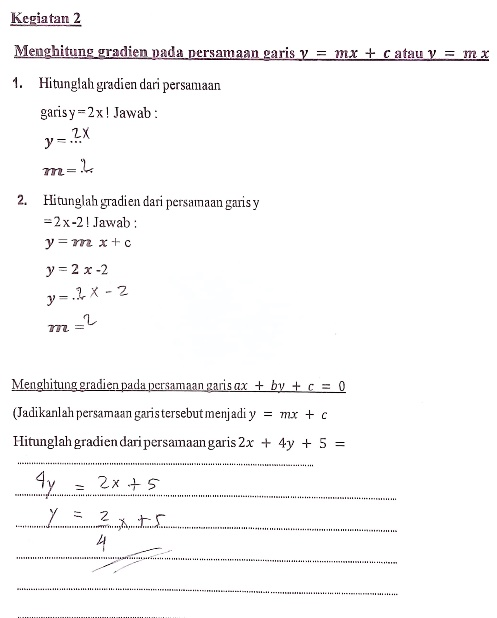 Kegiatan 2
Menghitung gradien pada persamaan garis y = mx + c atau y = mx
1. Hitunglah gradien dari persamaan
garis y = 2x ! Jawab :
y = 2x
m = 2
2. Hitunglah gradien dari persamaan garis y
=2x-2 ! Jawab :
y = m x + c
y = 2 x -2
y = 2x - 2
m = 2
Menghitung gradien pada persamaan garis ax + by + c = 0
(Jadikanlah persamaan garis tersebut menjadi y = mx + c
Hitunglah gradien dari persamaan garis 2x + 4y + 5 =
4y = 2x + 5
y = 2x + 5
4